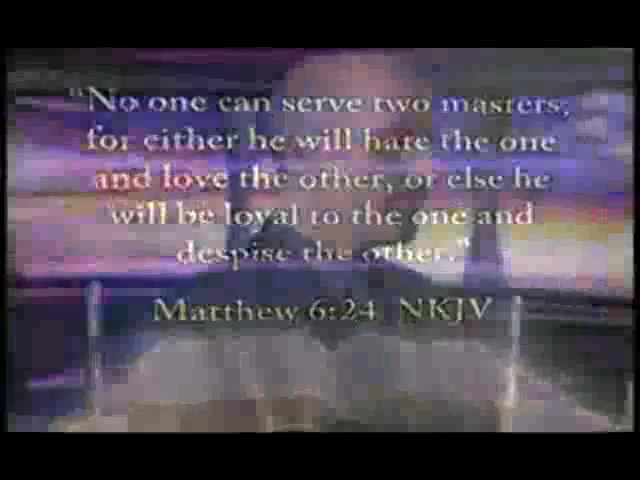 "No one can serve two masters;
for either he will hate the one
and love the other, or else he
will be loyal to the one and
despise the other."
Matthew 6:24 NKJV